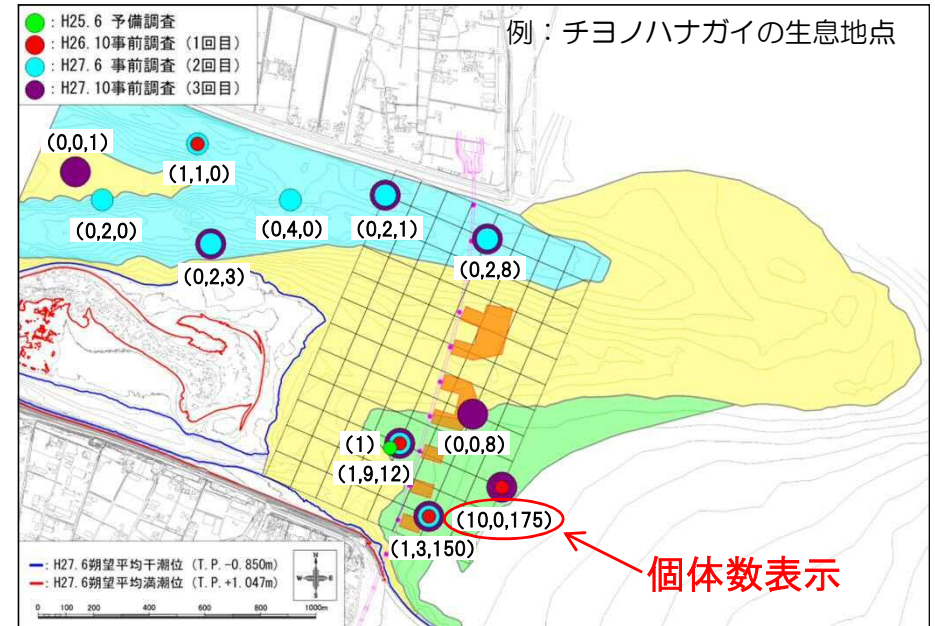 例：チヨノハナガイの生息地点
：H25.6 予備調査
：H26.10事前調査（1回目）
：H27.6 事前調査（2回目）
：H27.10事前調査（3回目）
(0,0,1)
(1,1,0)
(0,2,0)
(0,4,0)
(0,2,1)
(0,2,3)
(0,2,8)
(1)
(0,0,8)
(1,9,12)
(10,0,175)
(1,3,150)
個体数表示
：H27.6朔望平均干潮位（T.P.-0.850m）
：H27.6朔望平均満潮位（T.P.+1.047m）
N
W E
S
0 100 200 400 600 800 1000m